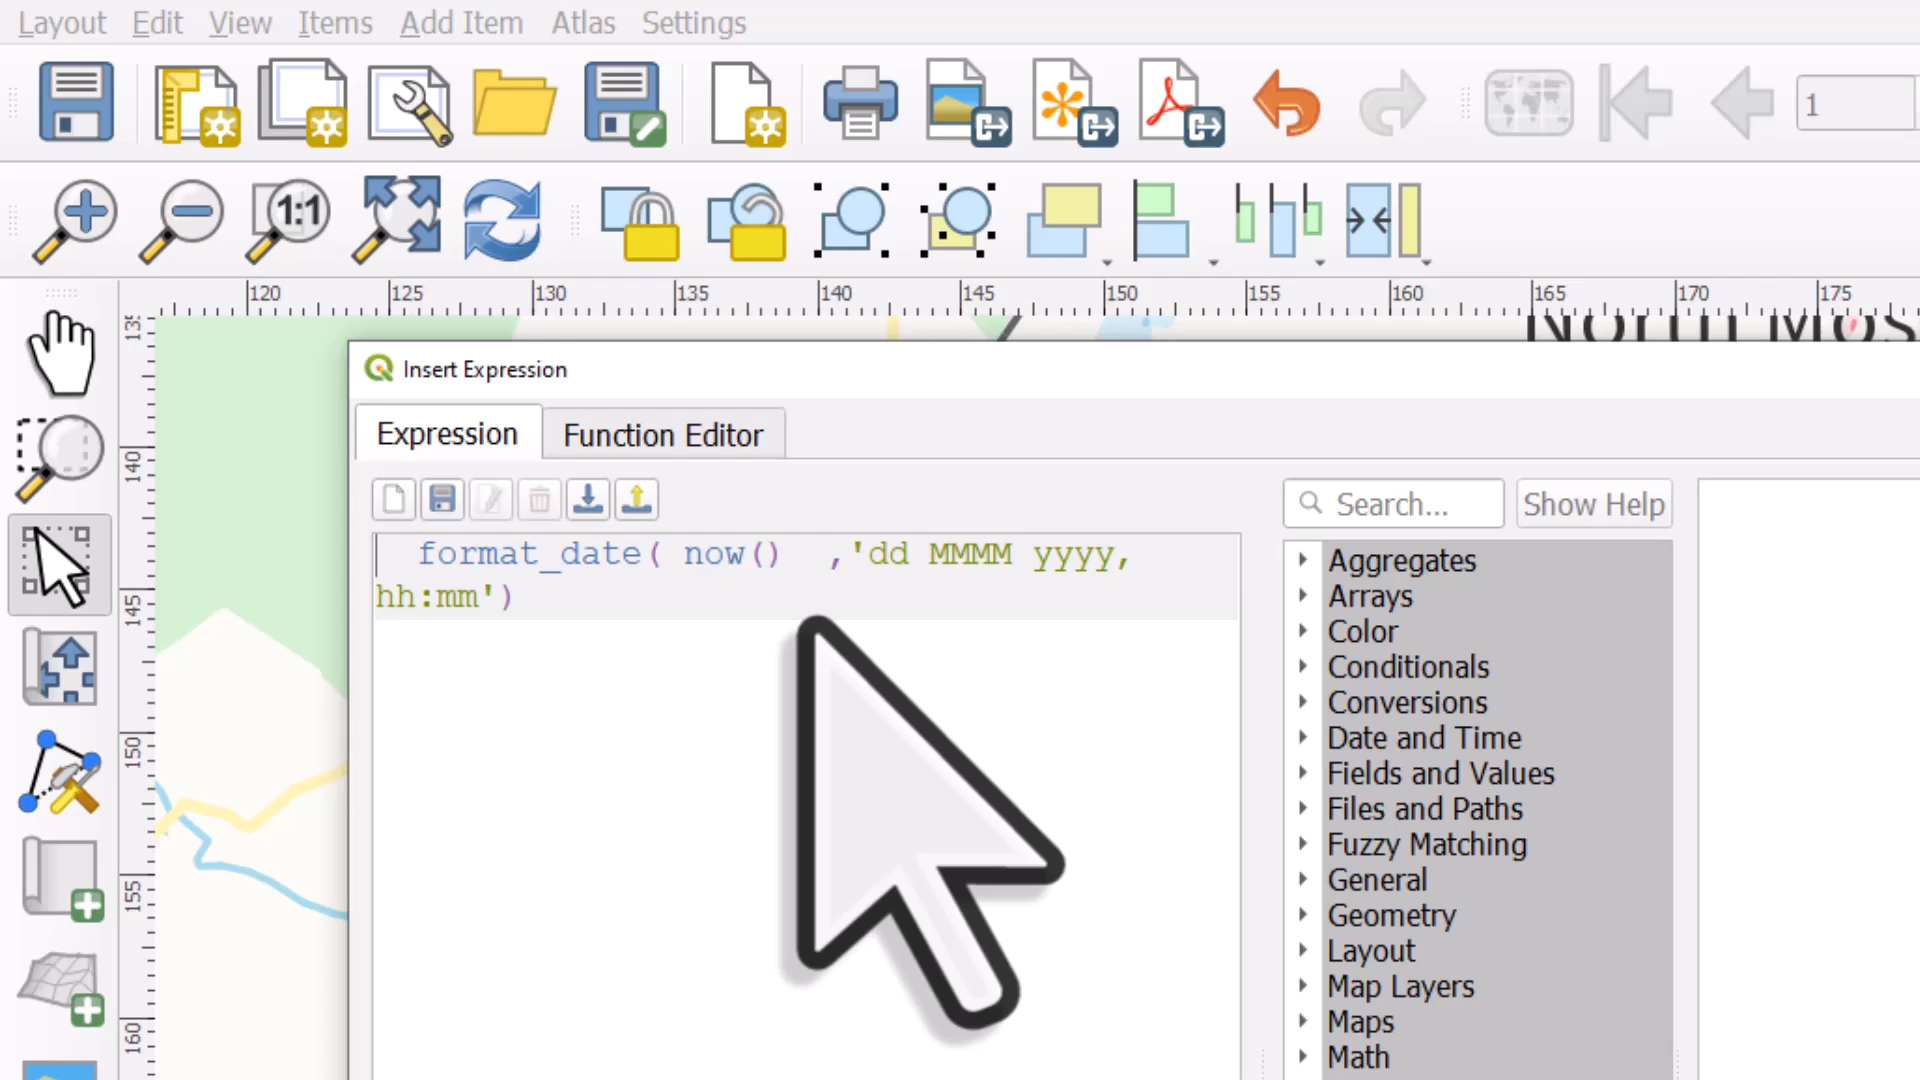 Layout Edit View Items Add Item Atlas Settings
1
1:1
120 125 130 135 140 145 150 155 160 165 170 175
Insert Expression
Expression Function Editor
Search... Show Help
format_date( now()  ,'dd MMMM yyyy,
hh:mm')
Aggregates
Arrays
Color
Conditionals
Conversions
Date and Time
Fields and Values
Files and Paths
Fuzzy Matching
General
Geometry
Layout
Map Layers
Maps
Math
140
145
150
155
160